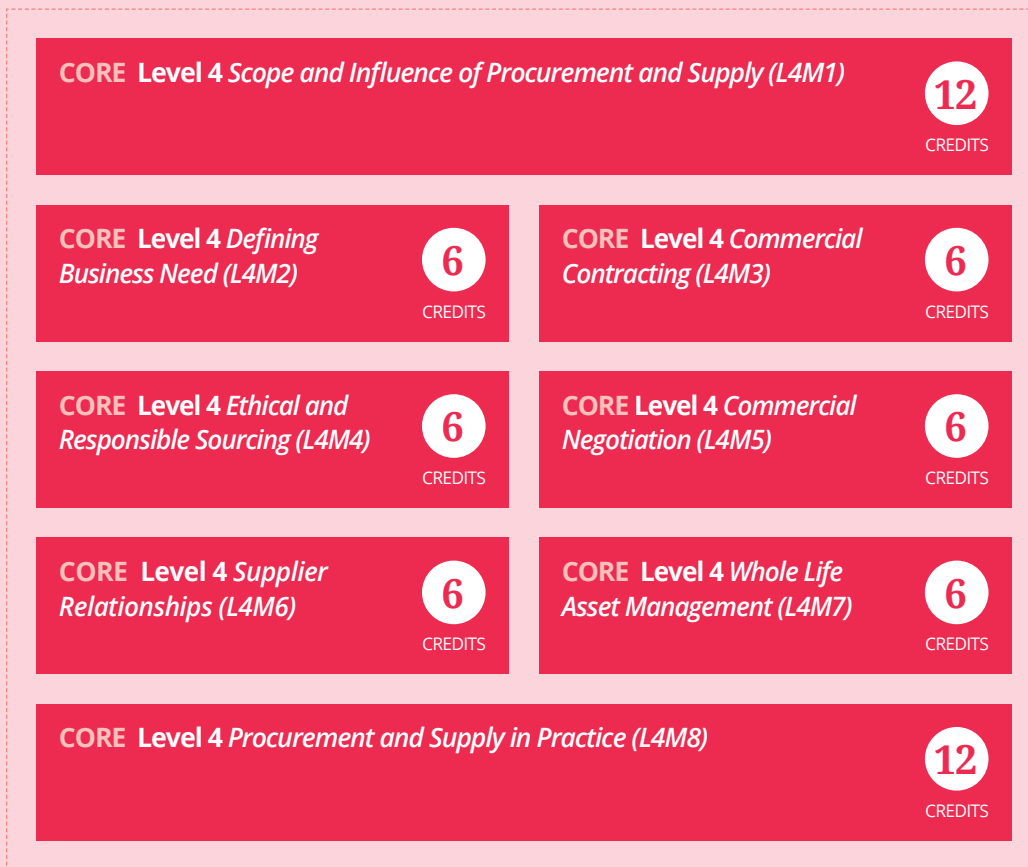 CORE Level 4 Scope and Influence of Procurement and Supply (L4M1)
12
CREDITS
CORE Level 4 Defining
Business Need (L4M2)
6
CREDITS
CORE Level 4 Commercial
Contracting (L4M3)
6
CREDITS
CORE Level 4 Ethical and
Responsible Sourcing (L4M4)
6
CREDITS
CORE Level 4 Commercial
Negotiation (L4M5)
6
CREDITS
CORE Level 4 Supplier
Relationships (L4M6)
6
CREDITS
CORE Level 4 Whole Life
Asset Management (L4M7)
6
CREDITS
CORE Level 4 Procurement and Supply in Practice (L4M8)
12
CREDITS